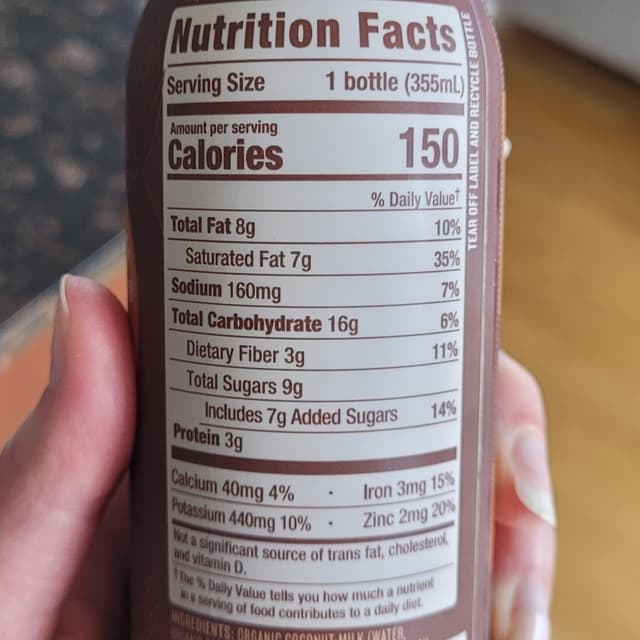 Nutrition Facts
Serving Size 1 bottle (355mL)
Amount per serving
Calories 150
% Daily Value†
Total Fat 8g 10%
Saturated Fat 7g 35%
Sodium 160mg 7%
Total Carbohydrate 16g 6%
Dietary Fiber 3g 11%
Total Sugars 9g
Includes 7g Added Sugars 14%
Protein 3g
Calcium 40mg 4% · Iron 3mg 15%
Potassium 440mg 10% · Zinc 2mg 20%
Not a significant source of trans fat, cholesterol,
and vitamin D.
†The % Daily Value tells you how much a nutrient
in a serving of food contributes to a daily diet.
INGREDIENTS: ORGANIC COCONUT MILK (WATER,
TEAR OFF LABEL AND RECYCLE BOTTLE